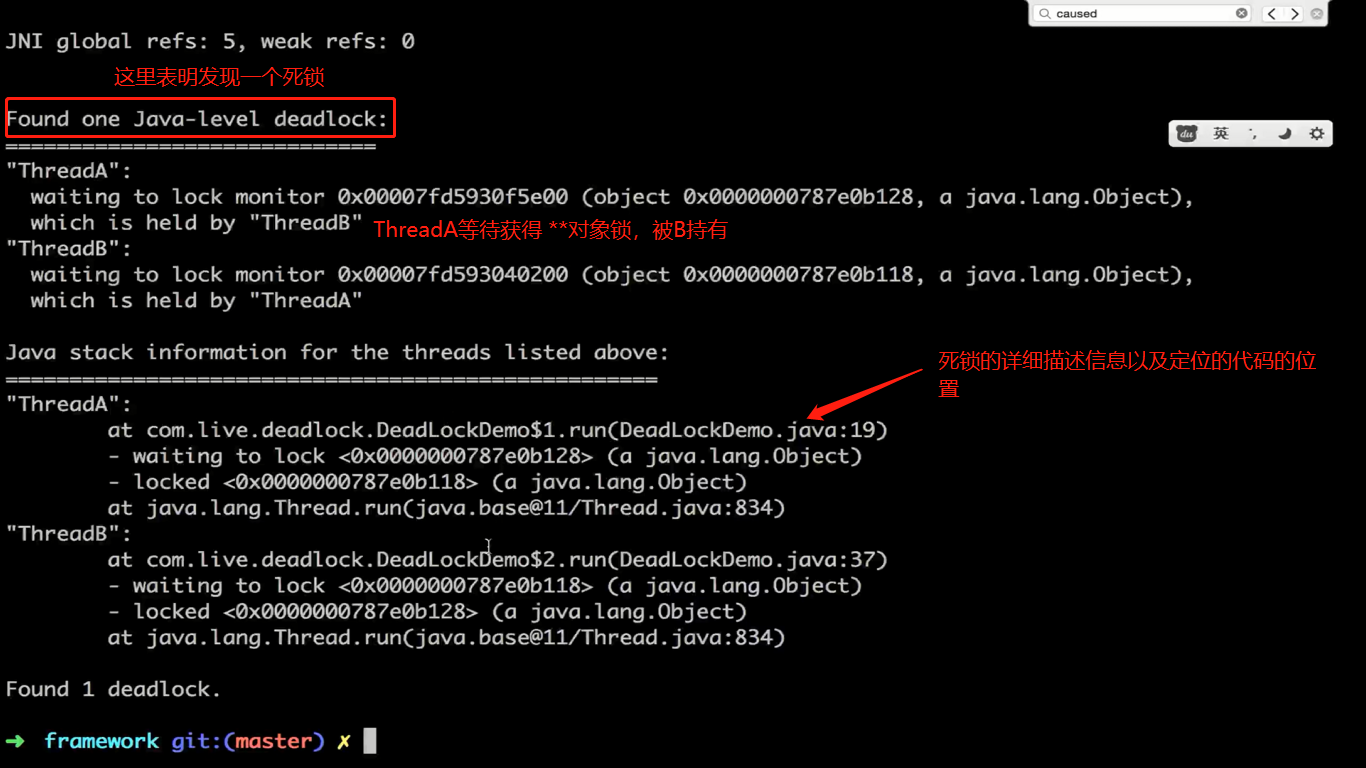 caused
JNI global refs: 5, weak refs: 0
这里表明发现一个死锁
Found one Java-level deadlock:
=============================
du 英
"ThreadA":
waiting to lock monitor 0x00007fd5930f5e00 (object 0x0000000787e0b128, a java.lang.Object),
which is held by "ThreadB"
ThreadA等待获得 **对象锁，被B持有
"ThreadB":
waiting to lock monitor 0x00007fd593040200 (object 0x0000000787e0b118, a java.lang.Object),
which is held by "ThreadA"
Java stack information for the threads listed above:
===================================================
死锁的详细描述信息以及定位的代码的位
置
"ThreadA":
at com.live.deadlock.DeadLockDemo$1.run(DeadLockDemo.java:19)
- waiting to lock <0x0000000787e0b128> (a java.lang.Object)
- locked <0x0000000787e0b118> (a java.lang.Object)
at java.lang.Thread.run(java.base@11/Thread.java:834)
"ThreadB":
at com.live.deadlock.DeadLockDemo$2.run(DeadLockDemo.java:37)
- waiting to lock <0x0000000787e0b118> (a java.lang.Object)
- locked <0x0000000787e0b128> (a java.lang.Object)
at java.lang.Thread.run(java.base@11/Thread.java:834)
Found 1 deadlock.
➜ framework git:(master) ✗